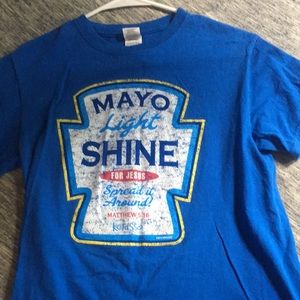 MAYO
Light
SHINE
FOR JESUS
Spread it
Around!
MATTHEW 5:16